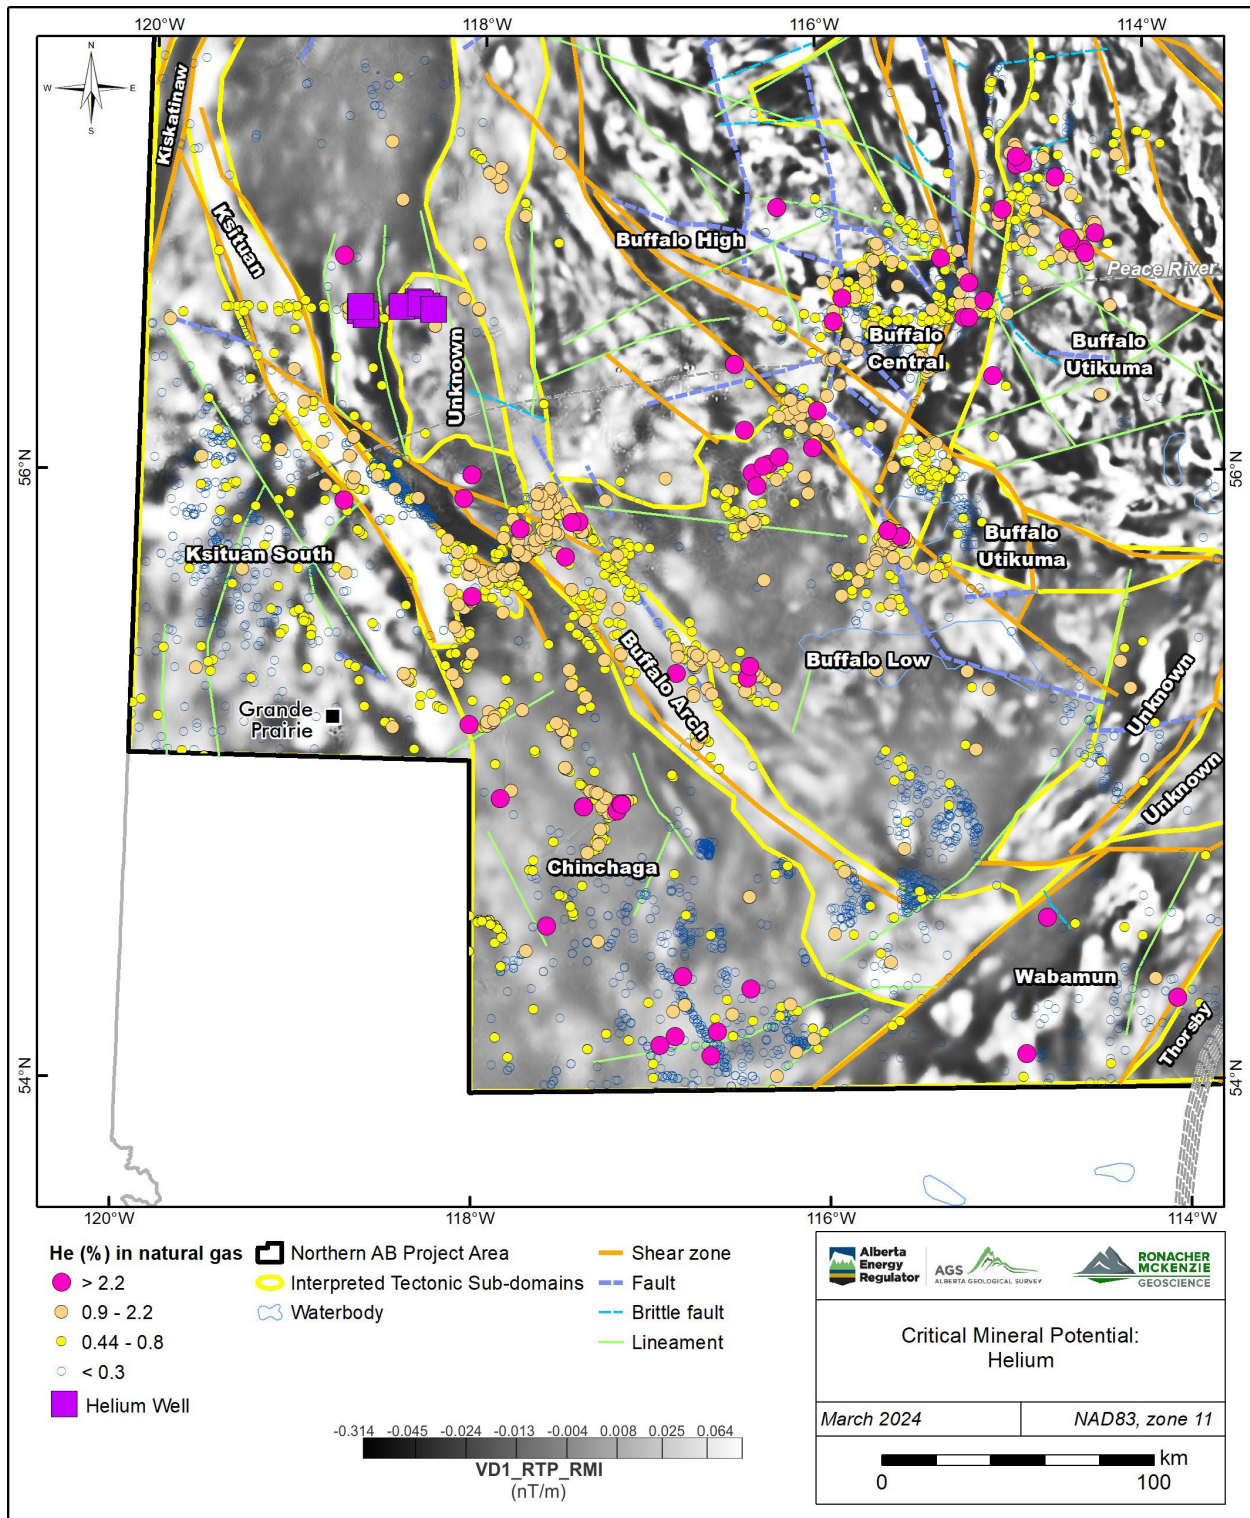 120°W
118°W
116°W
114°W
N
W
E
S
Kiskatinaw
Ksituan
Buffalo High
Peace River
Buffalo
Central
Buffalo
Utikuma
Unknown
56°N
56°N
Ksituan South
Buffalo
Utikuma
Buffalo Arch
Buffalo Low
Unknown
Grande
Prairie
Unknown
Chinchaga
Wabamun
Thorsby
54°N
54°N
120°W
118°W
116°W
114°W
He (%) in natural gas
> 2.2
0.9 - 2.2
0.44 - 0.8
< 0.3
Helium Well
Northern AB Project Area
Interpreted Tectonic Sub-domains
Waterbody
Shear zone
Fault
Brittle fault
Lineament
-0.314 -0.045 -0.024 -0.013 -0.004 0.008 0.025 0.064
VD1_RTP_RMI
(nT/m)
Alberta
Energy
Regulator
AGS
ALBERTA GEOLOGICAL SURVEY
RONACHER
MCKENZIE
GEOSCIENCE
Critical Mineral Potential:
Helium
March 2024
NAD83, zone 11
km
0
100